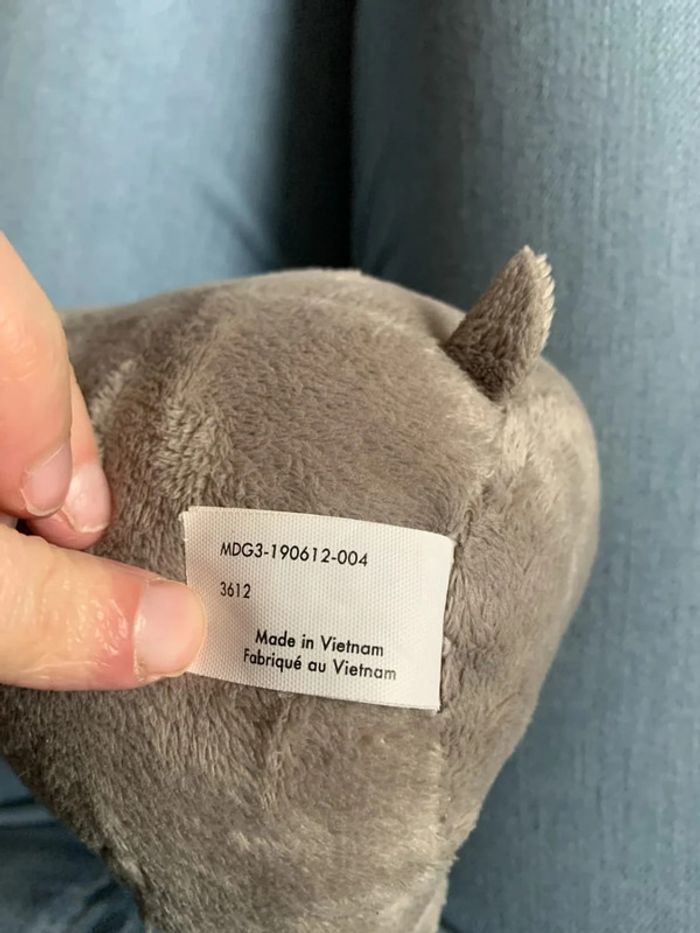 MDG3-190612-004
3612
Made in Vietnam
Fabriqué au Vietnam